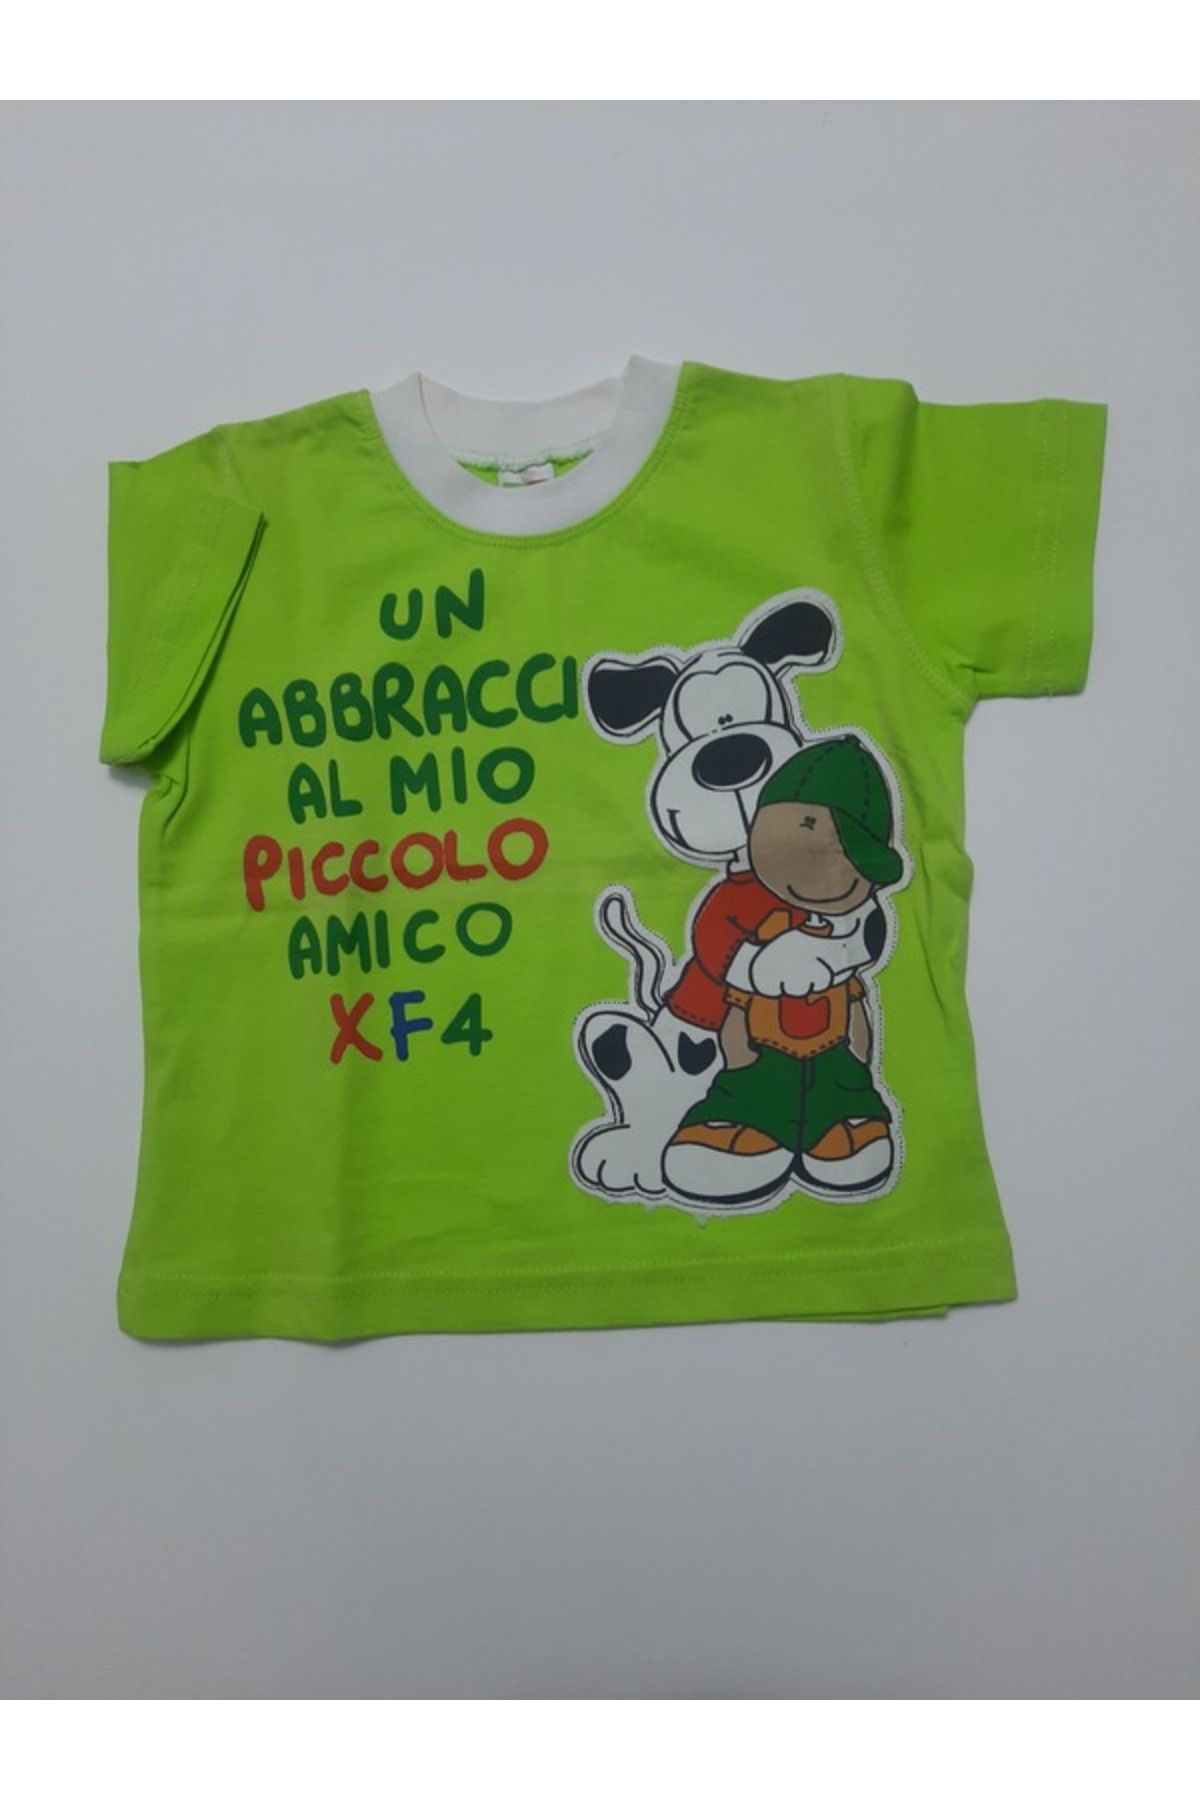 UN
ABBRACCI
AL MIO
PICCOLO
AMICO
XF4